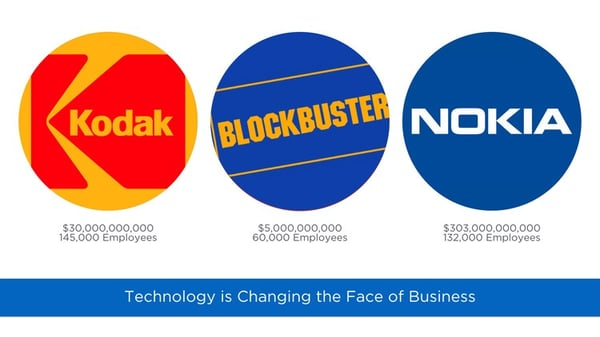 Kodak
BLOCKBUSTER
NOKIA
$30,000,000,000
145,000 Employees
$5,000,000,000
60,000 Employees
$303,000,000,000
132,000 Employees
Technology is Changing the Face of Business